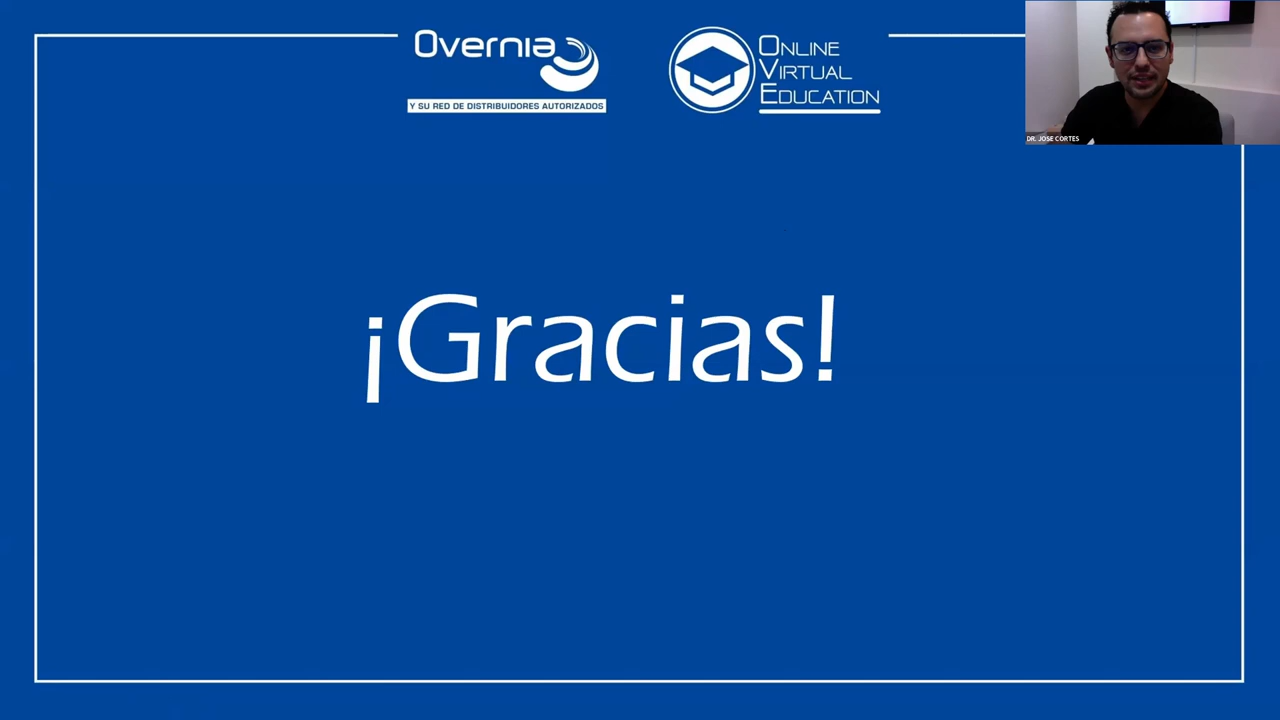 Overnia
Y SU RED DE DISTRIBUIDORES AUTORIZADOS
ONLINE
VIRTUAL
EDUCATION
DR. JOSE CORTES
¡Gracias!